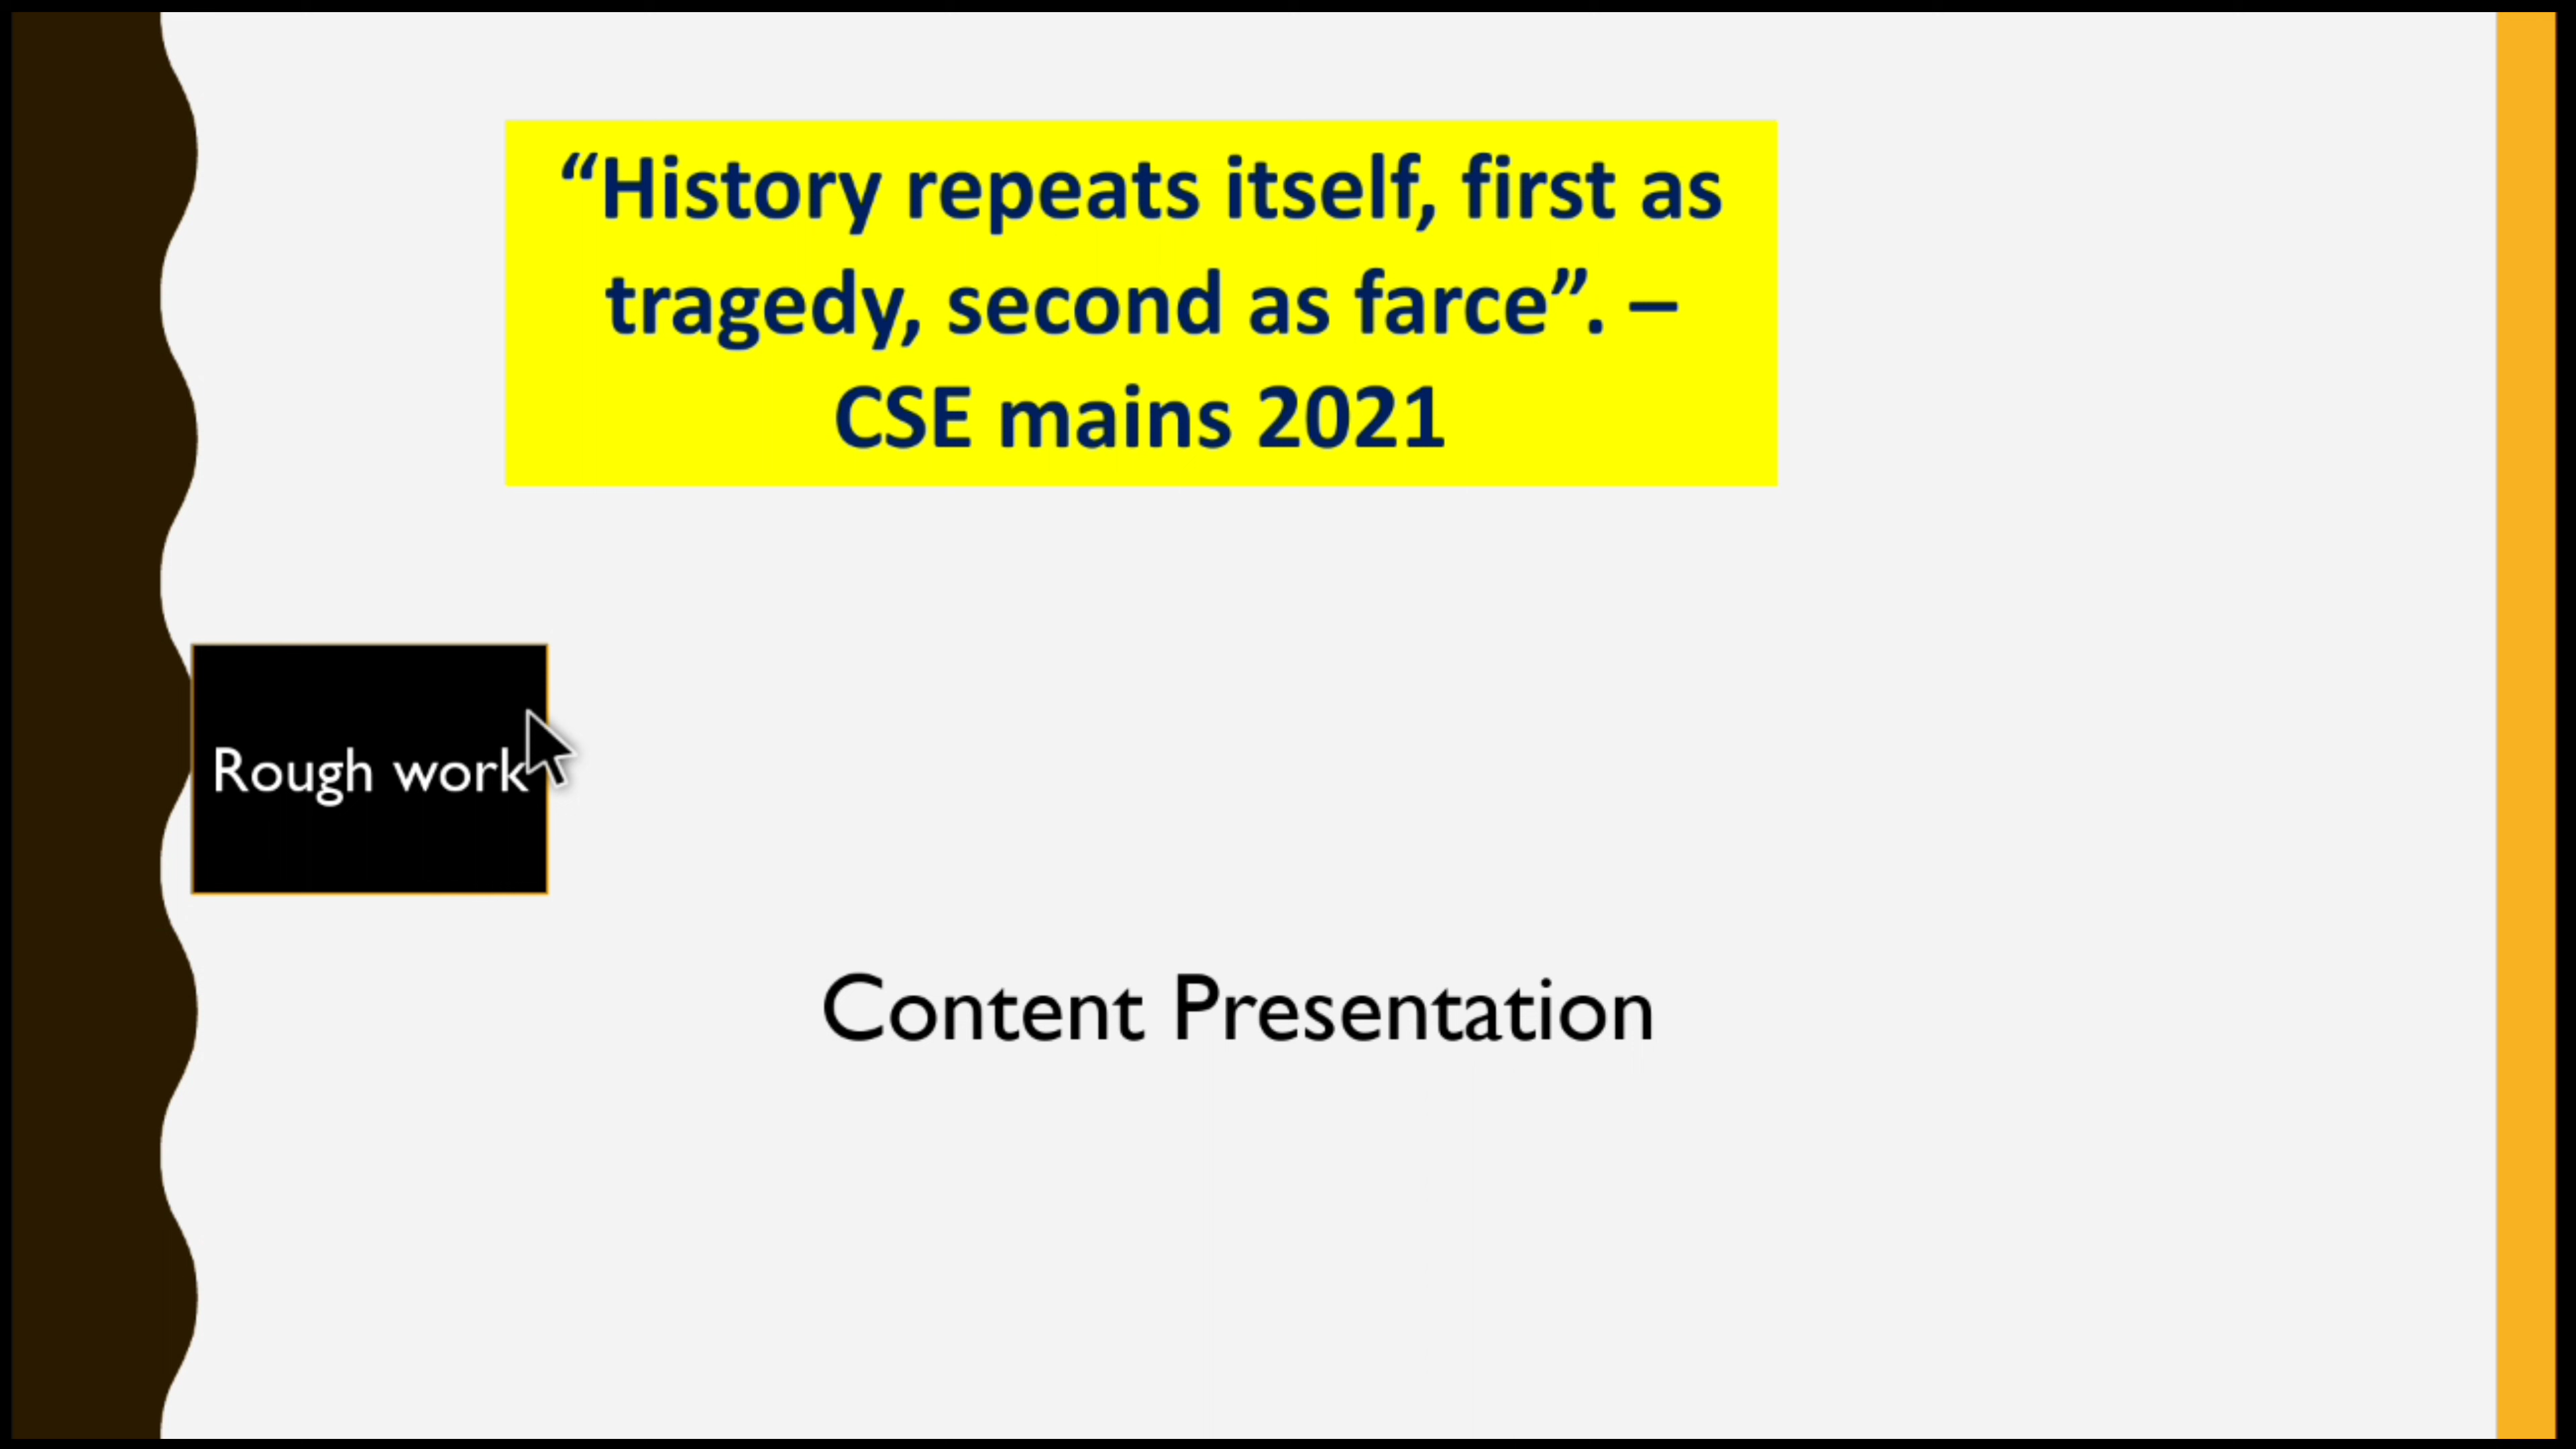 “History repeats itself, first as
tragedy, second as farce”. –
CSE mains 2021
Rough work
Content Presentation